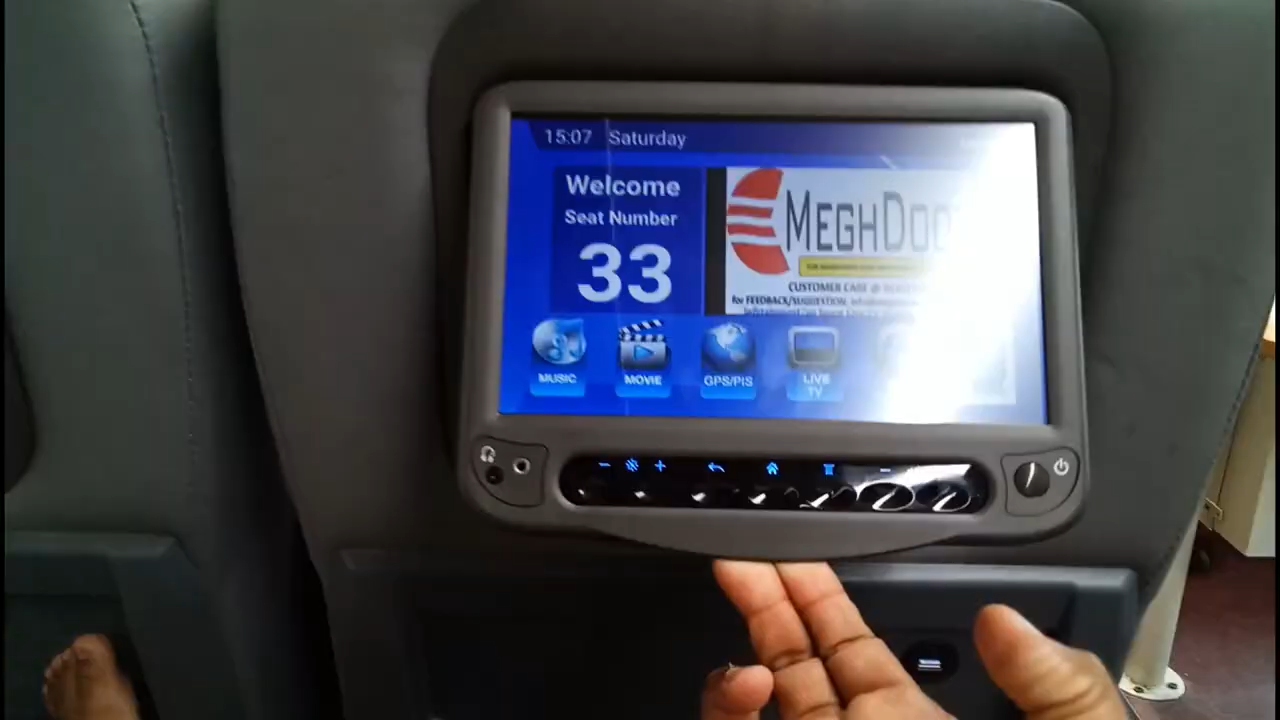 15:07 Saturday
Welcome
Seat Number
33
MEGHDOO
CUSTOMER CARE @
for FEEDBACK/SUGGESTION,
MUSIC
MOVIE
GPS/PIS
LIVE
TV